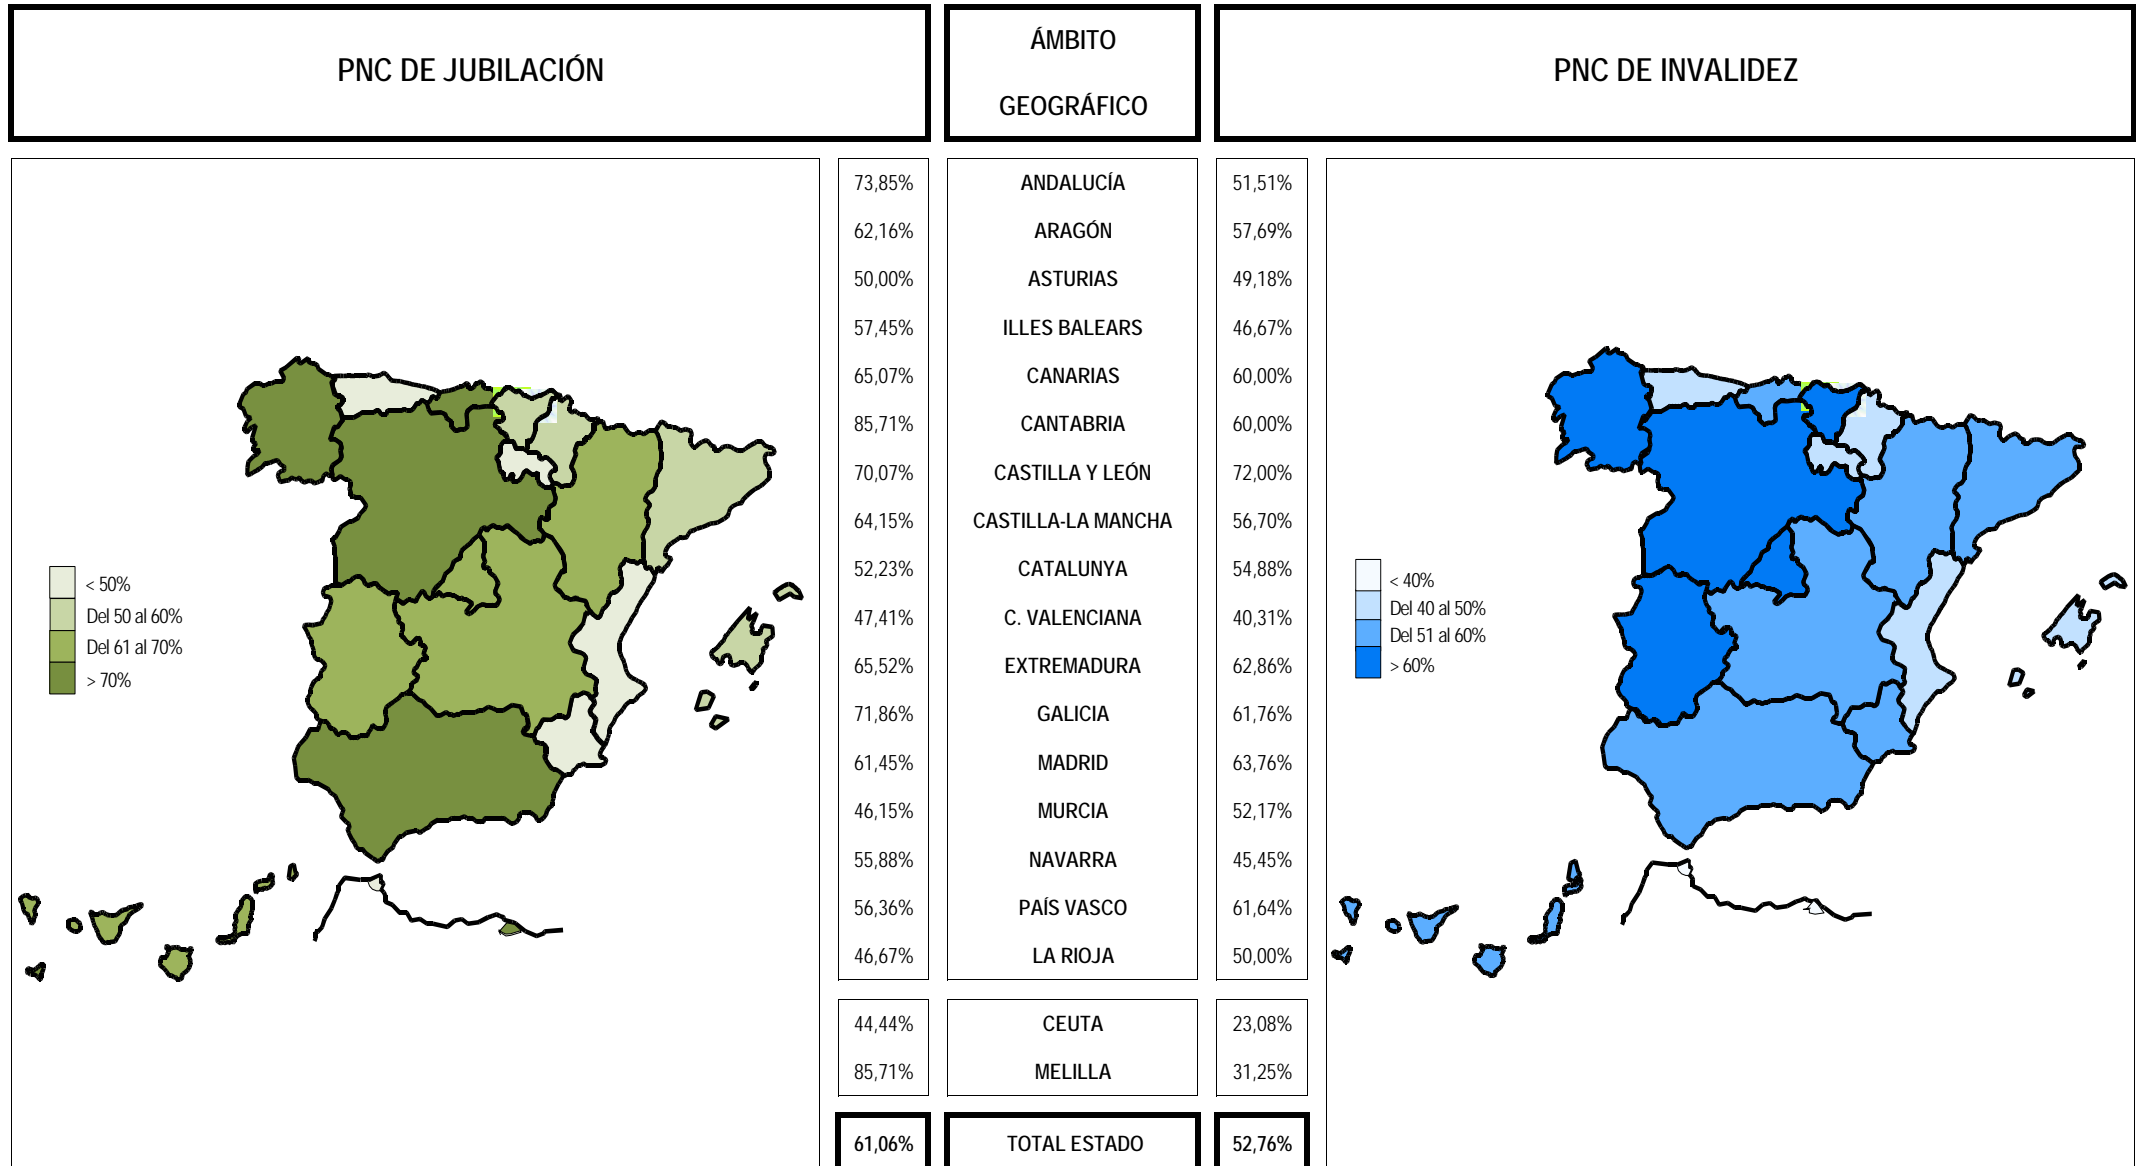 PNC DE JUBILACIÓN
ÁMBITO
GEOGRÁFICO
PNC DE INVALIDEZ
73,85% ANDALUCÍA 51,51%
62,16% ARAGÓN 57,69%
50,00% ASTURIAS 49,18%
57,45% ILLES BALEARS 46,67%
65,07% CANARIAS 60,00%
85,71% CANTABRIA 60,00%
70,07% CASTILLA Y LEÓN 72,00%
64,15% CASTILLA-LA MANCHA 56,70%
52,23% CATALUNYA 54,88%
47,41% C. VALENCIANA 40,31%
65,52% EXTREMADURA 62,86%
71,86% GALICIA 61,76%
61,45% MADRID 63,76%
46,15% MURCIA 52,17%
55,88% NAVARRA 45,45%
56,36% PAÍS VASCO 61,64%
46,67% LA RIOJA 50,00%
44,44% CEUTA 23,08%
85,71% MELILLA 31,25%
61,06% TOTAL ESTADO 52,76%
< 50%
Del 50 al 60%
Del 61 al 70%
> 70%
< 40%
Del 40 al 50%
Del 51 al 60%
> 60%